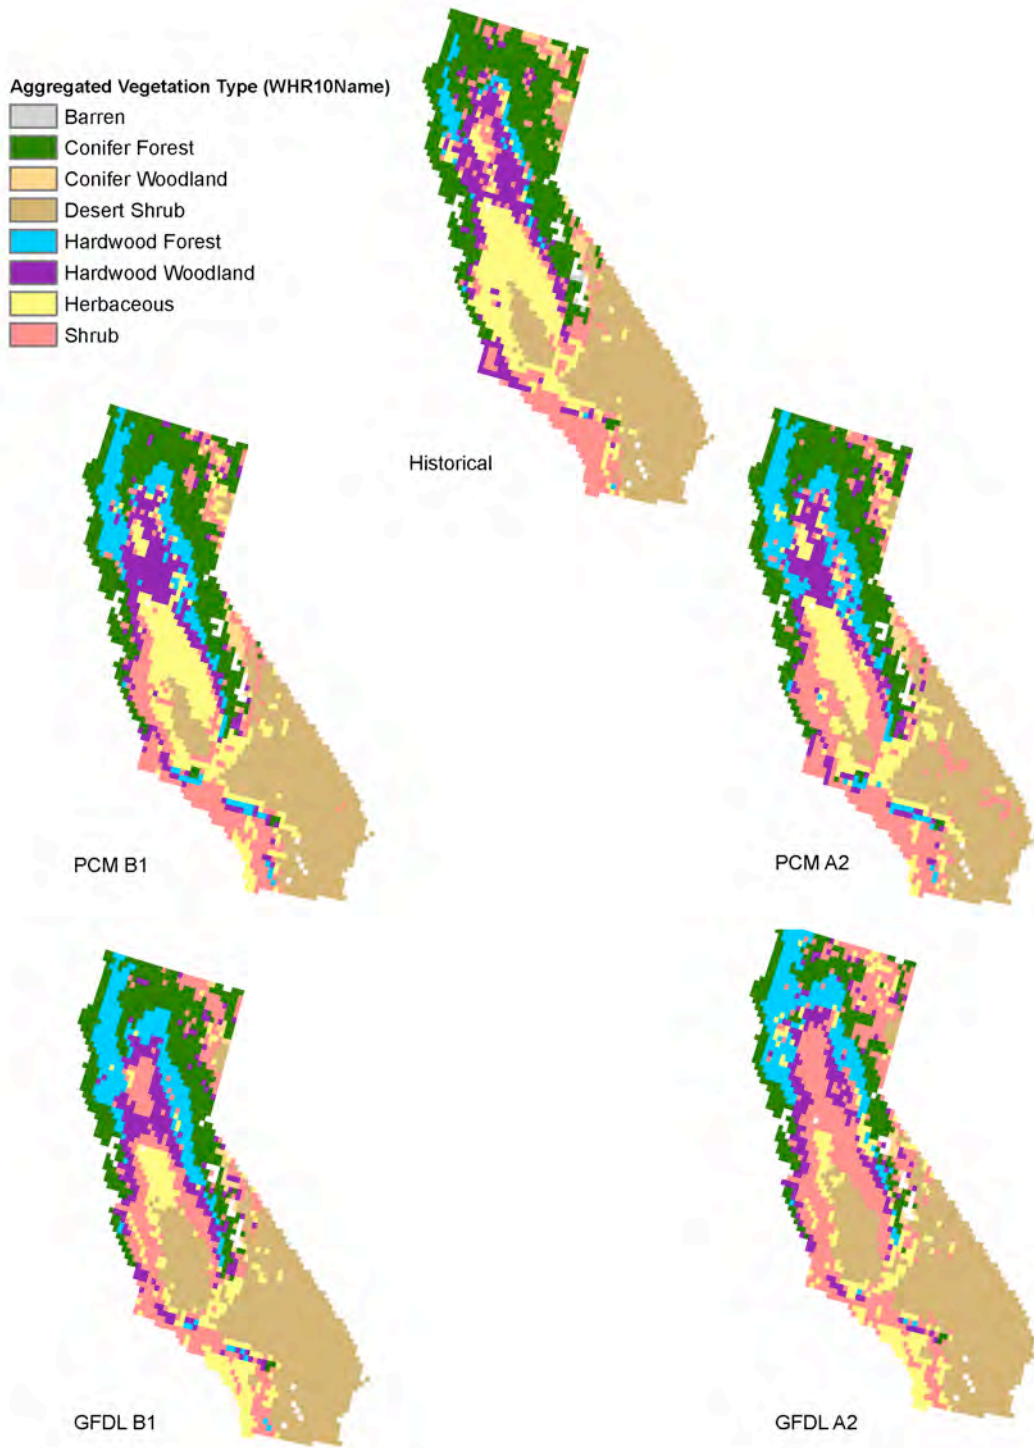 Aggregated Vegetation Type (WHR10Name)
Barren
Conifer Forest
Conifer Woodland
Desert Shrub
Hardwood Forest
Hardwood Woodland
Herbaceous
Shrub
Historical
PCM B1
PCM A2
GFDL B1
GFDL A2